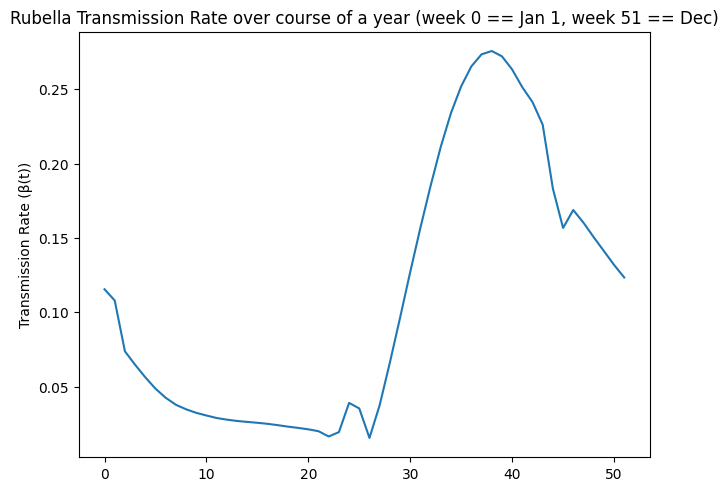 Rubella Transmission Rate over course of a year (week 0 == Jan 1, week 51 == Dec)
Transmission Rate (β(t))
0.25
0.20
0.15
0.10
0.05
0 10 20 30 40 50